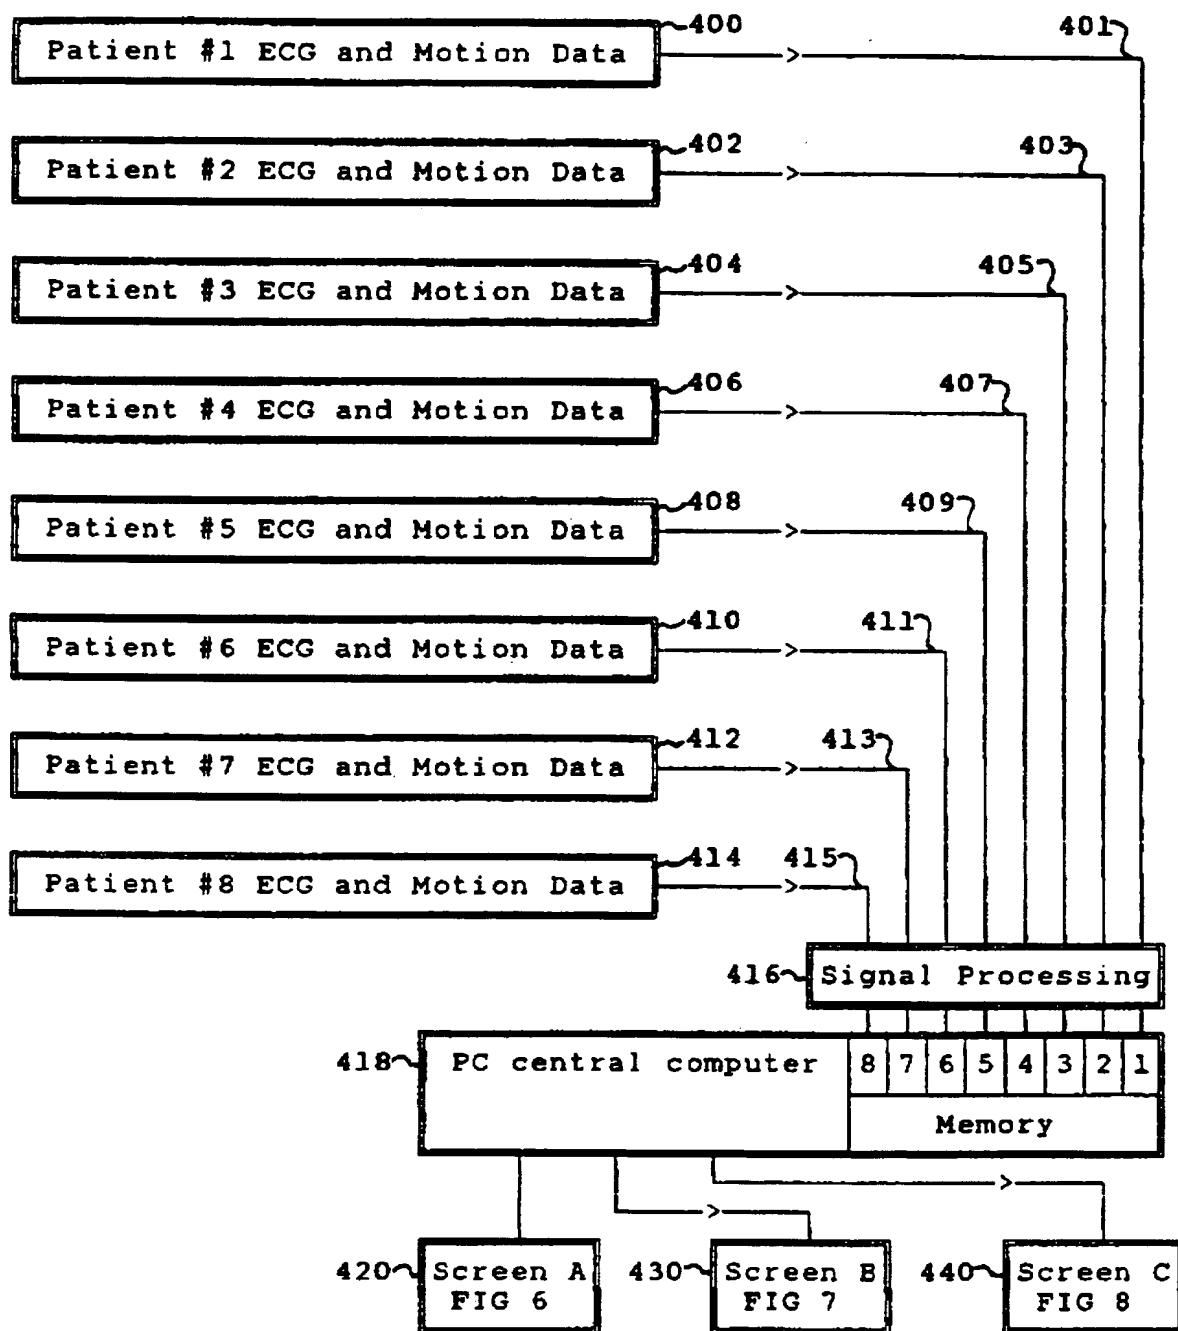 400
401
Patient #1 ECG and Motion Data
402
403
Patient #2 ECG and Motion Data
404
405
Patient #3 ECG and Motion Data
406
407
Patient #4 ECG and Motion Data
408
409
Patient #5 ECG and Motion Data
410
411
Patient #6 ECG and Motion Data
412
413
Patient #7 ECG and Motion Data
414
415
Patient #8 ECG and Motion Data
416
Signal Processing
418
PC central computer
8 7 6 5 4 3 2 1
Memory
420
Screen A
FIG 6
430
Screen B
FIG 7
440
Screen C
FIG 8